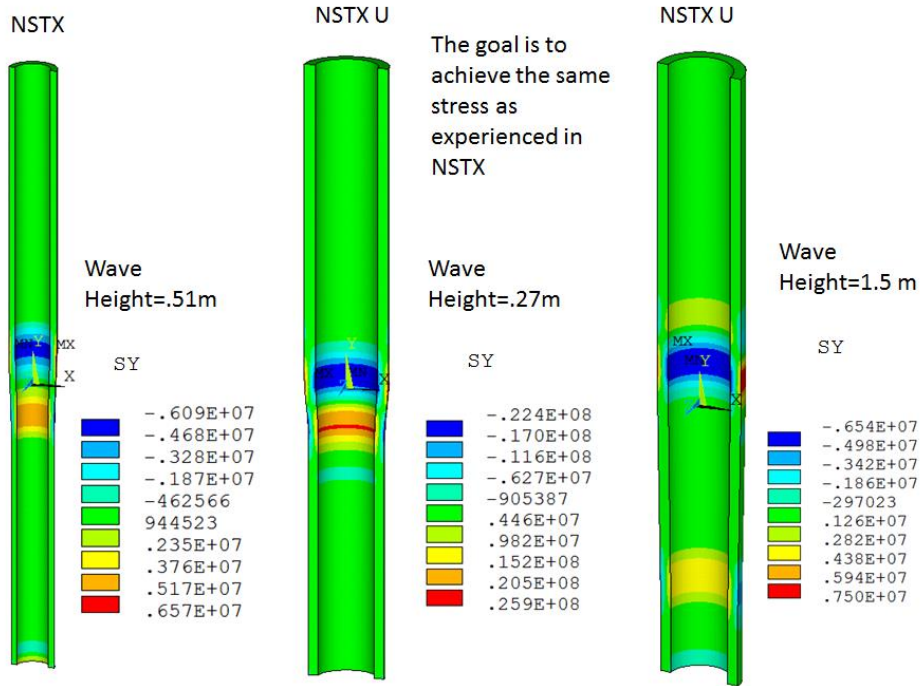 NSTX
NSTX U
NSTX U
The goal is to
achieve the same
stress as
experienced in
NSTX
Wave
Height=.51m
Wave
Height=.27m
Wave
Height=1.5 m
MX
Y
X
SY
-.609E+07
-.468E+07
-.328E+07
-.187E+07
-462566
944523
.235E+07
.376E+07
.517E+07
.657E+07
Y
X
SY
-.224E+08
-.170E+08
-.116E+08
-.627E+07
-905387
.446E+07
.982E+07
.152E+08
.205E+08
.259E+08
MX
Y
X
SY
-.654E+07
-.498E+07
-.342E+07
-.186E+07
-297023
.126E+07
.282E+07
.438E+07
.594E+07
.750E+07